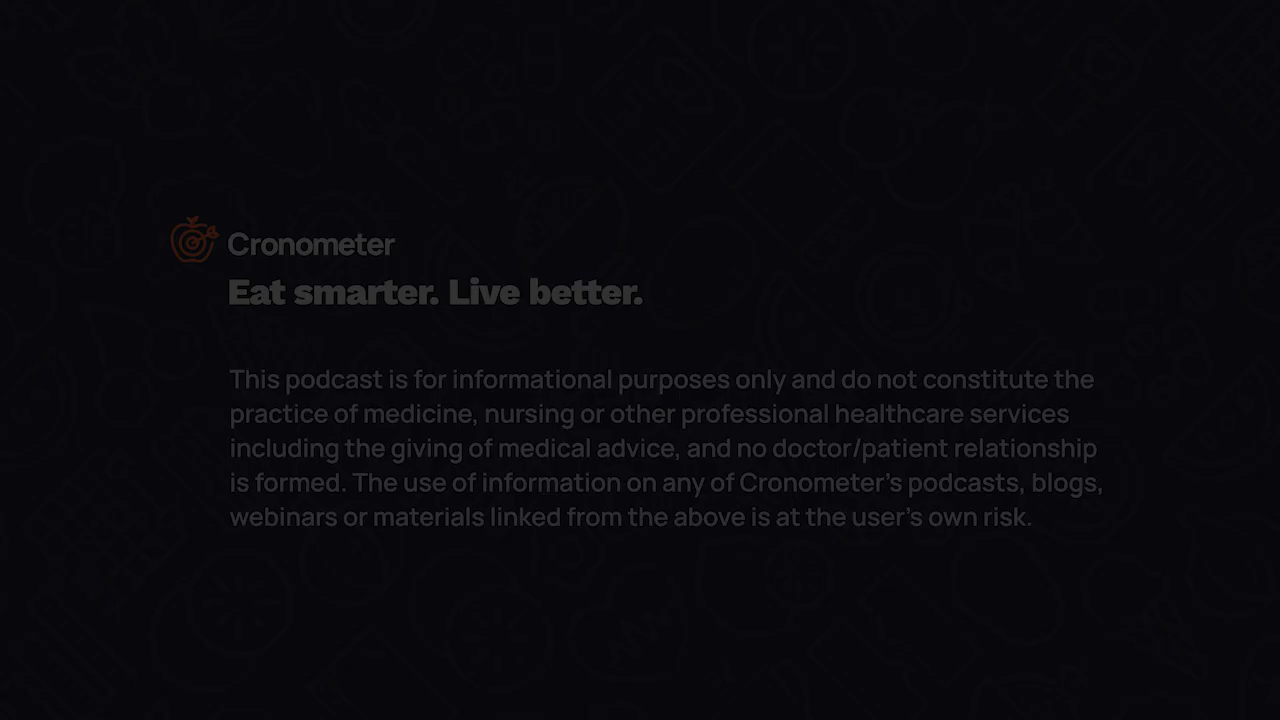 Cronometer
Eat smarter. Live better.
This podcast is for informational purposes only and do not constitute the
practice of medicine, nursing or other professional healthcare services
including the giving of medical advice, and no doctor/patient relationship
is formed. The use of information on any of Cronometer's podcasts, blogs,
webinars or materials linked from the above is at the user's own risk.